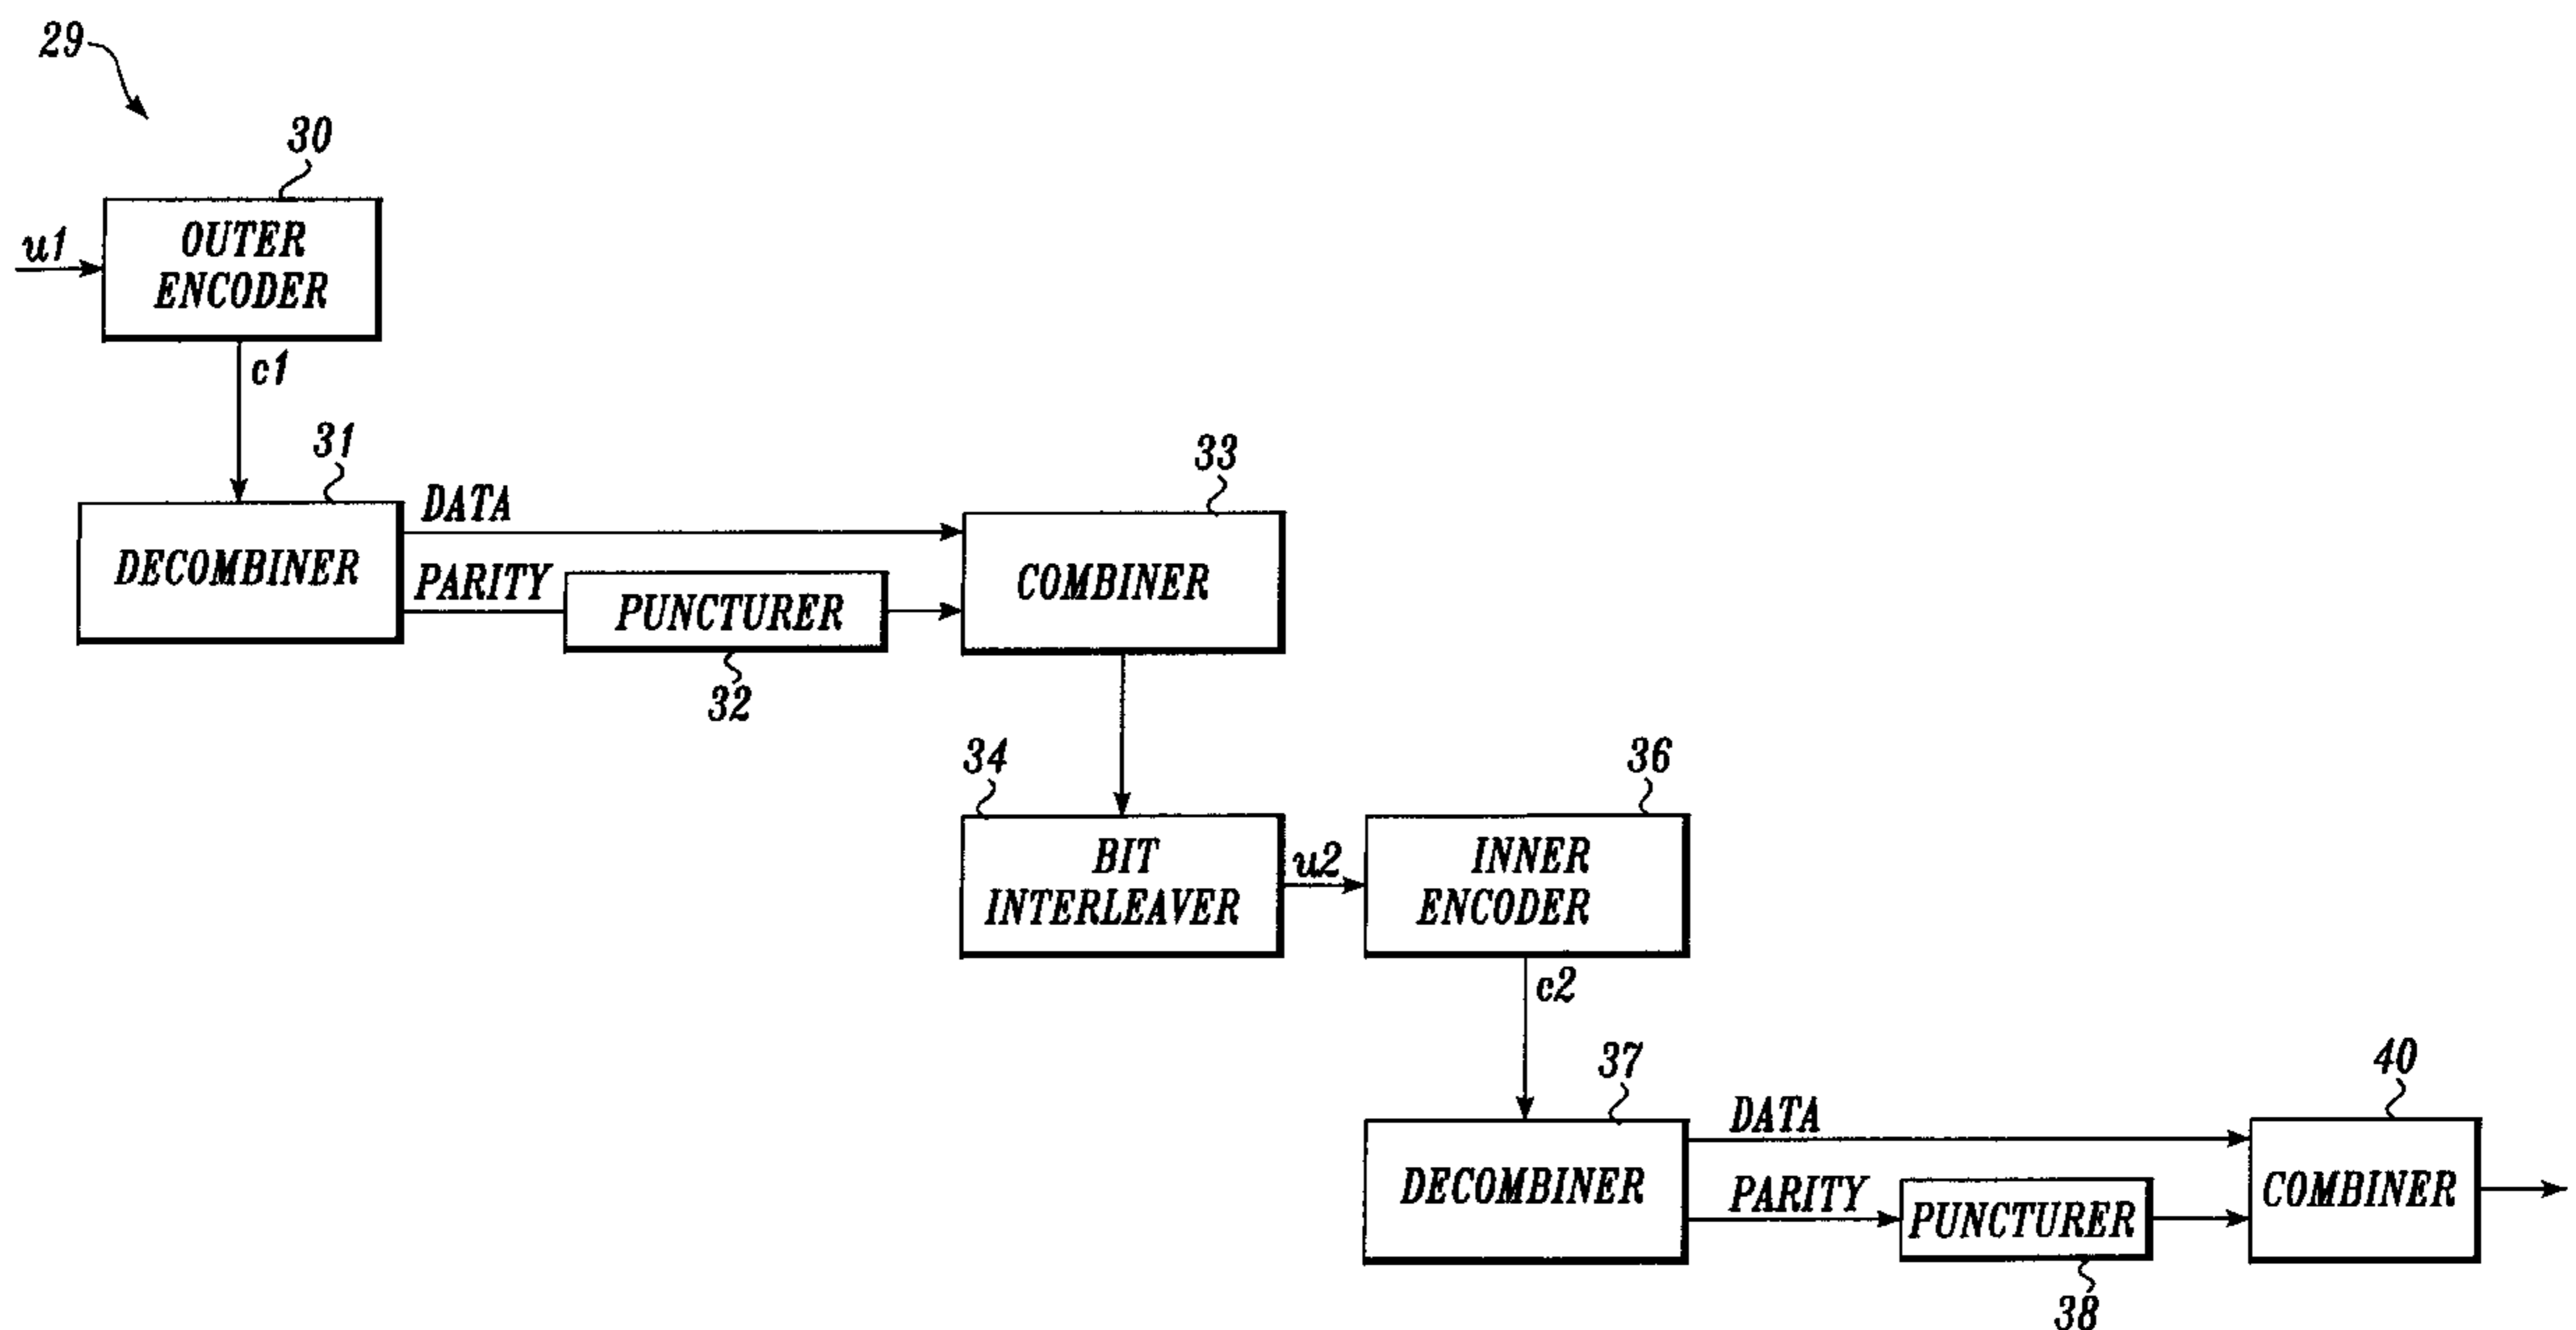 29
30
u1
OUTER
ENCODER
c1
31
DATA
33
DECOMBINER
PARITY
PUNCTURER
COMBINER
32
34
36
BIT
INTERLEAVER
u2
INNER
ENCODER
c2
37
40
DATA
DECOMBINER
PARITY
PUNCTURER
COMBINER
38